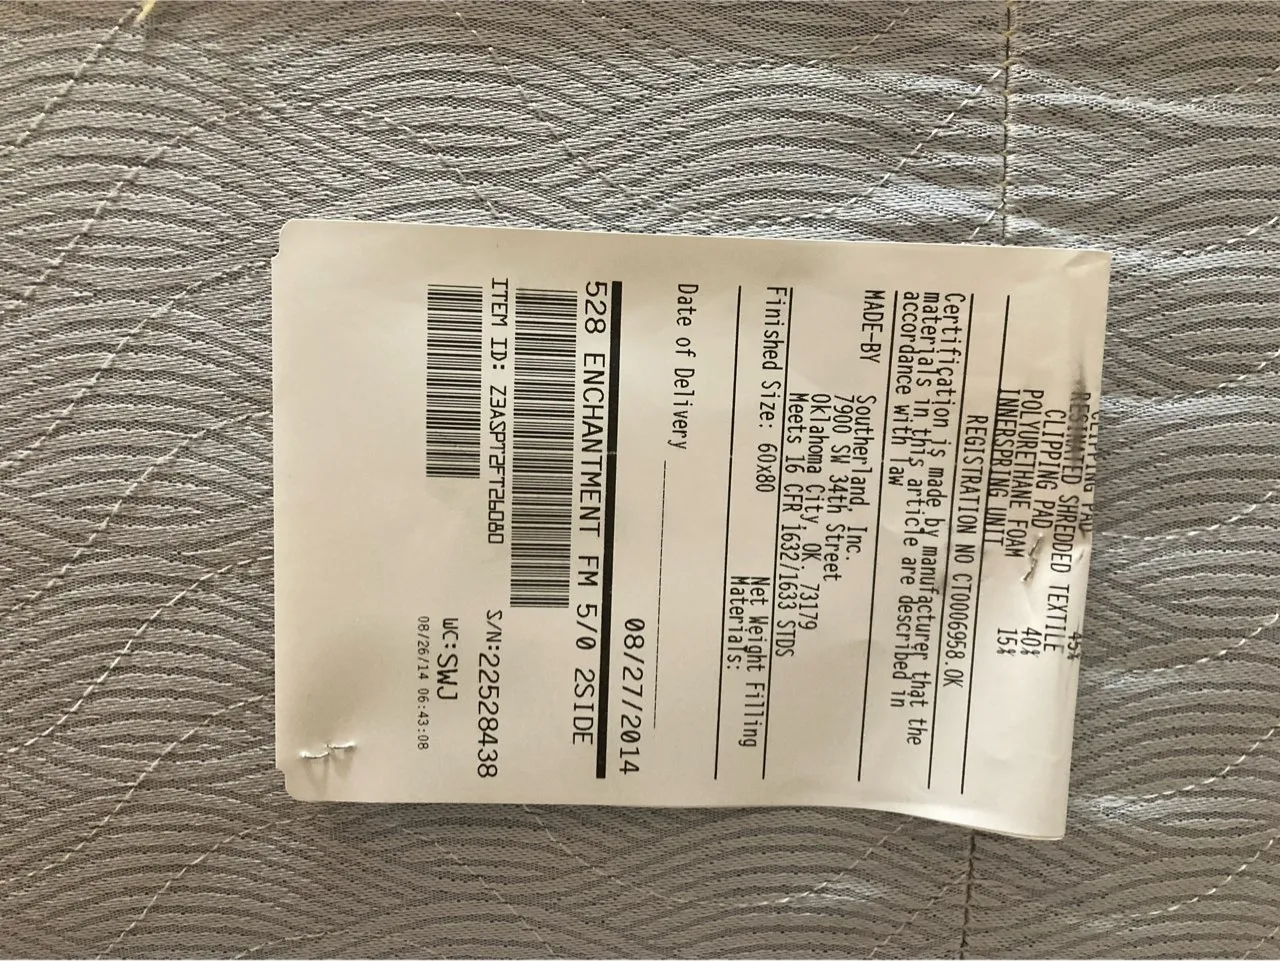 CLIPPING PAD
RESINATED SHREDDED TEXTILE 45%
CLIPPING PAD
POLYURETHANE FOAM 40%
INNERSPRING UNIT 15%
REGISTRATION NO CT0006958.OK
Certification is made by manufacturer that the
materials in this article are described in
accordance with law
MADE-BY
Southerland, Inc.
7900 SW 34th Street
Oklahoma City, OK. 73179
Meets 16 CFR 1632/1633 STDS
Finished Size: 60x80
Net Weight Filling
Materials:
Date of Delivery
08/27/2014
528 ENCHANTMENT FM 5/0 2SIDE
ITEM ID: Z3ASPT2FT26080
S/N:22528438
WC:SWJ
08/26/14 06:43:08